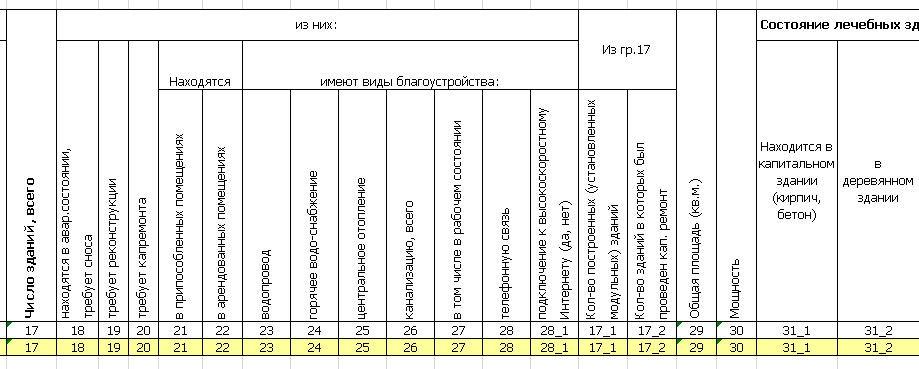 из них:
Состояние лечебных зд
Из гр.17
Находятся
имеют виды благоустройства:
Число зданий, всего
находятся в авар.состоянии,
требует сноса
требует реконструкции
требует капремонта
в приспособленных помещениях
в арендованных помещениях
водопровод
горячее водо-снабжение
центральное отопление
канализацию, всего
в том числе в рабочем состоянии
телефонную связь
подключение к высокоскоростному
Интернету (да, нет)
Кол-во построенных (установленных
модульных) зданий
Кол-во зданий в которых был
проведен кап. ремонт
Общая площадь (кв.м.)
Мощность
Находится в
капитальном
здании
(кирпич,
бетон)
в
деревянном
здании
17 18 19 20 21 22 23 24 25 26 27 28 28_1 17_1 17_2 29 30 31_1 31_2
17 18 19 20 21 22 23 24 25 26 27 28 28_1 17_1 17_2 29 30 31_1 31_2